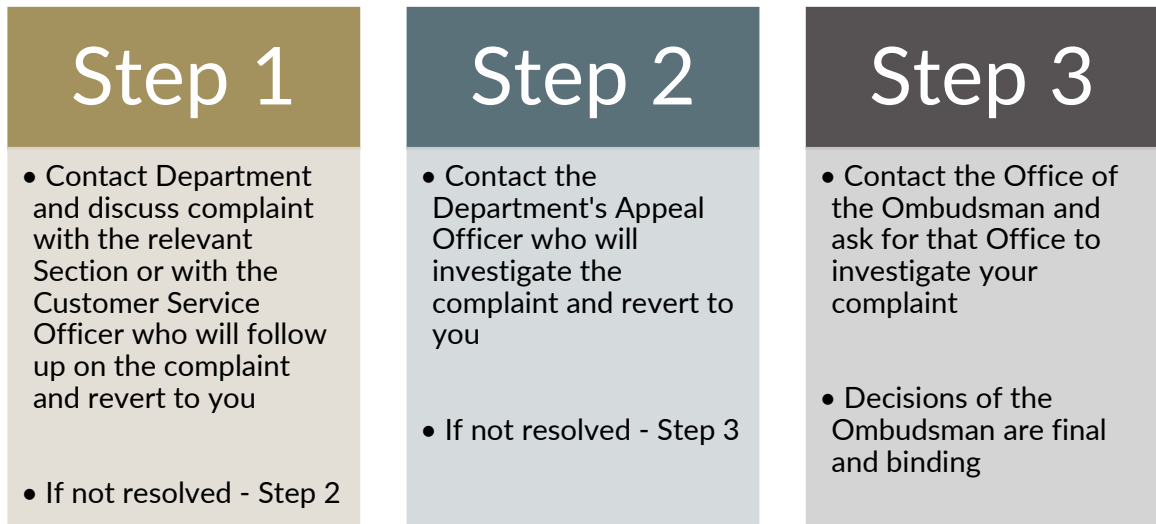 Step 1
• Contact Department
and discuss complaint
with the relevant
Section or with the
Customer Service
Officer who will follow
up on the complaint
and revert to you
• If not resolved - Step 2
Step 2
• Contact the
Department's Appeal
Officer who will
investigate the
complaint and revert to
you
• If not resolved - Step 3
Step 3
• Contact the Office of
the Ombudsman and
ask for that Office to
investigate your
complaint
• Decisions of the
Ombudsman are final
and binding